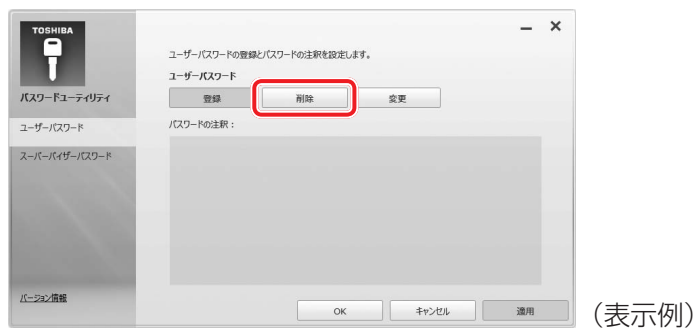 TOSHIBA
パスワードユーティリティ
ユーザーパスワード
スーパーバイザーパスワード
バージョン情報
ユーザーパスワードの登録とパスワードの注釈を設定します。
ユーザーパスワード
登録 削除 変更
パスワードの注釈：
OK キャンセル 適用
（表示例）